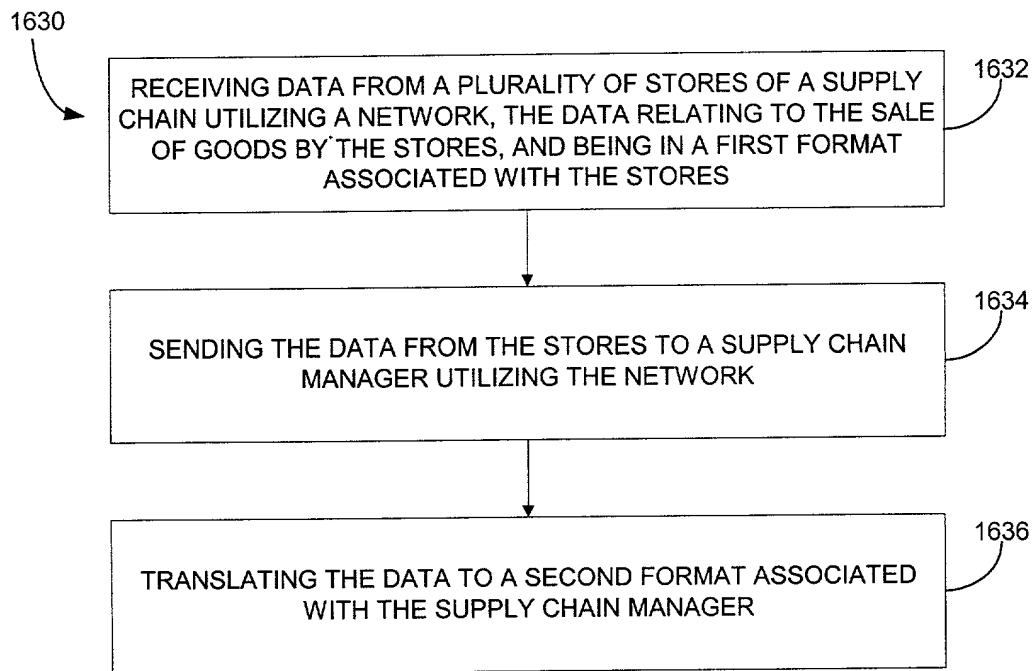 1630
RECEIVING DATA FROM A PLURALITY OF STORES OF A SUPPLY
CHAIN UTILIZING A NETWORK, THE DATA RELATING TO THE SALE
OF GOODS BY THE STORES, AND BEING IN A FIRST FORMAT
ASSOCIATED WITH THE STORES
1632
SENDING THE DATA FROM THE STORES TO A SUPPLY CHAIN
MANAGER UTILIZING THE NETWORK
1634
TRANSLATING THE DATA TO A SECOND FORMAT ASSOCIATED
WITH THE SUPPLY CHAIN MANAGER
1636